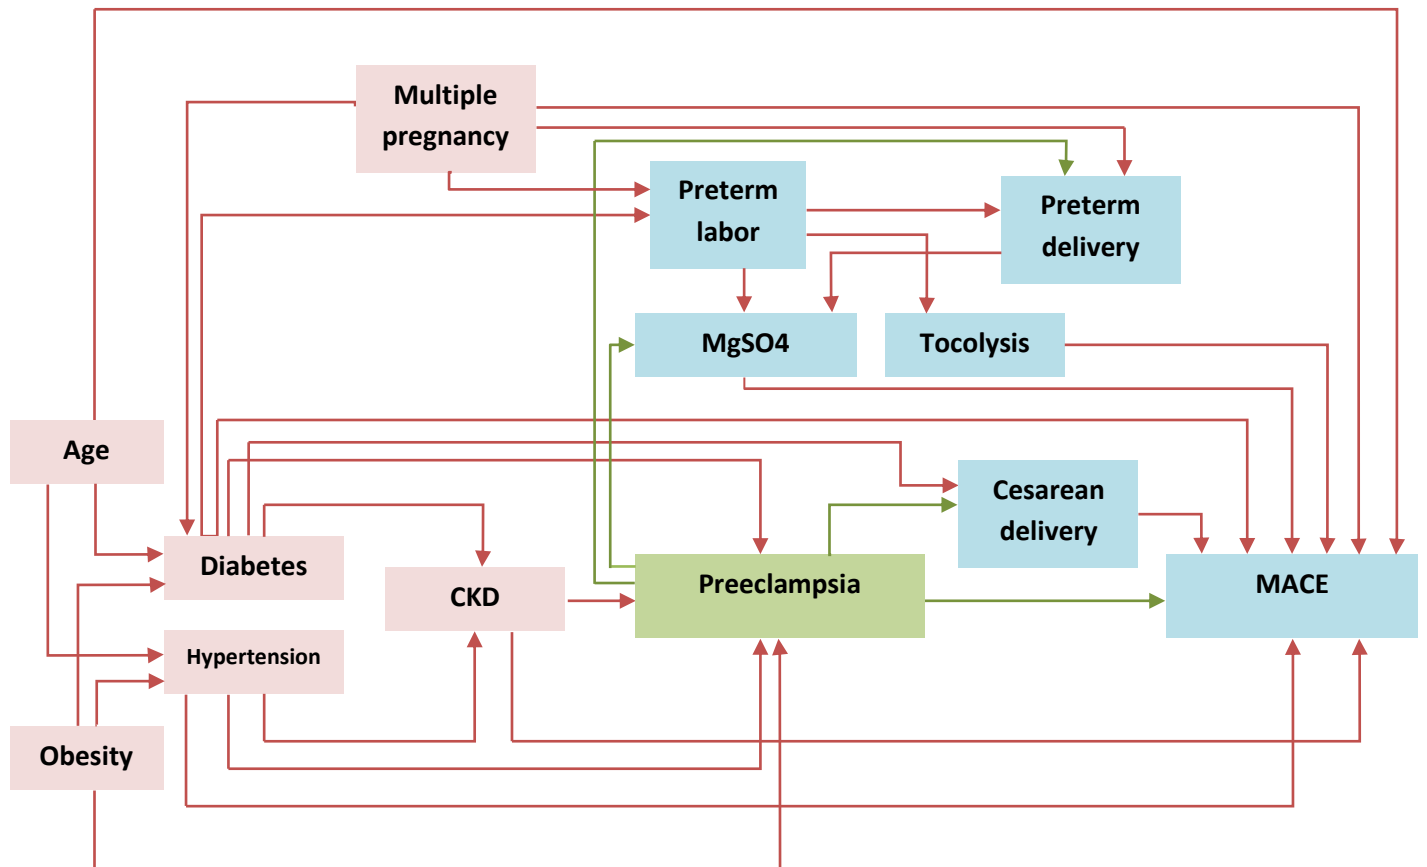 Multiple
pregnancy
Preterm
labor
Preterm
delivery
MgSO4
Tocolysis
Age
Cesarean
delivery
Diabetes
CKD
Preeclampsia
MACE
Hypertension
Obesity